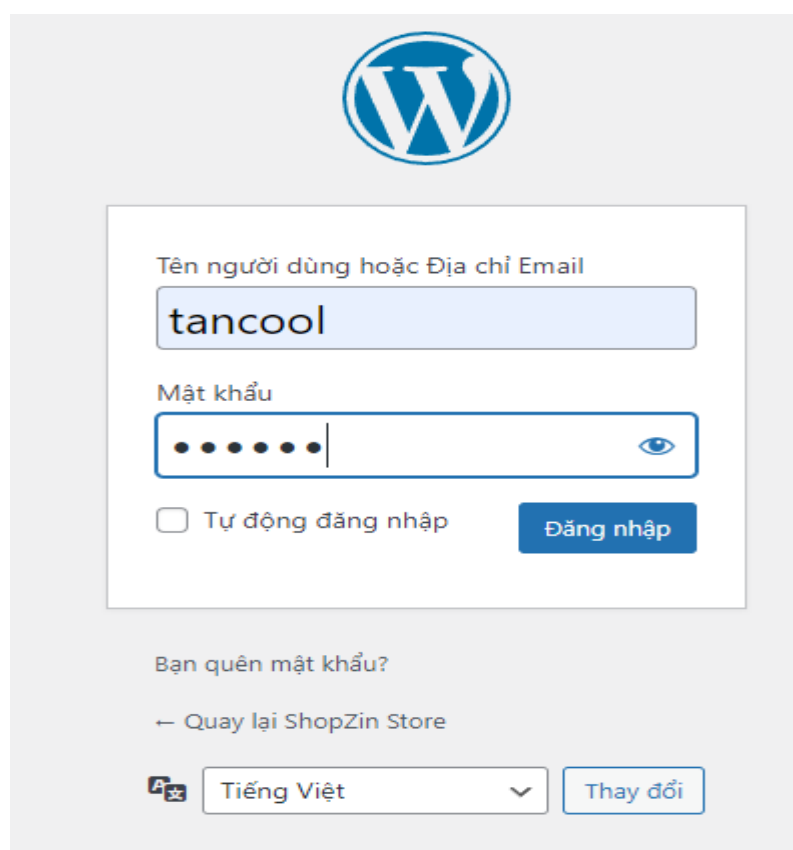 Tên người dùng hoặc Địa chỉ Email
tancool
Mật khẩu
••••••
Tự động đăng nhập
Đăng nhập
Bạn quên mật khẩu?
← Quay lại ShopZin Store
Tiếng Việt
Thay đổi